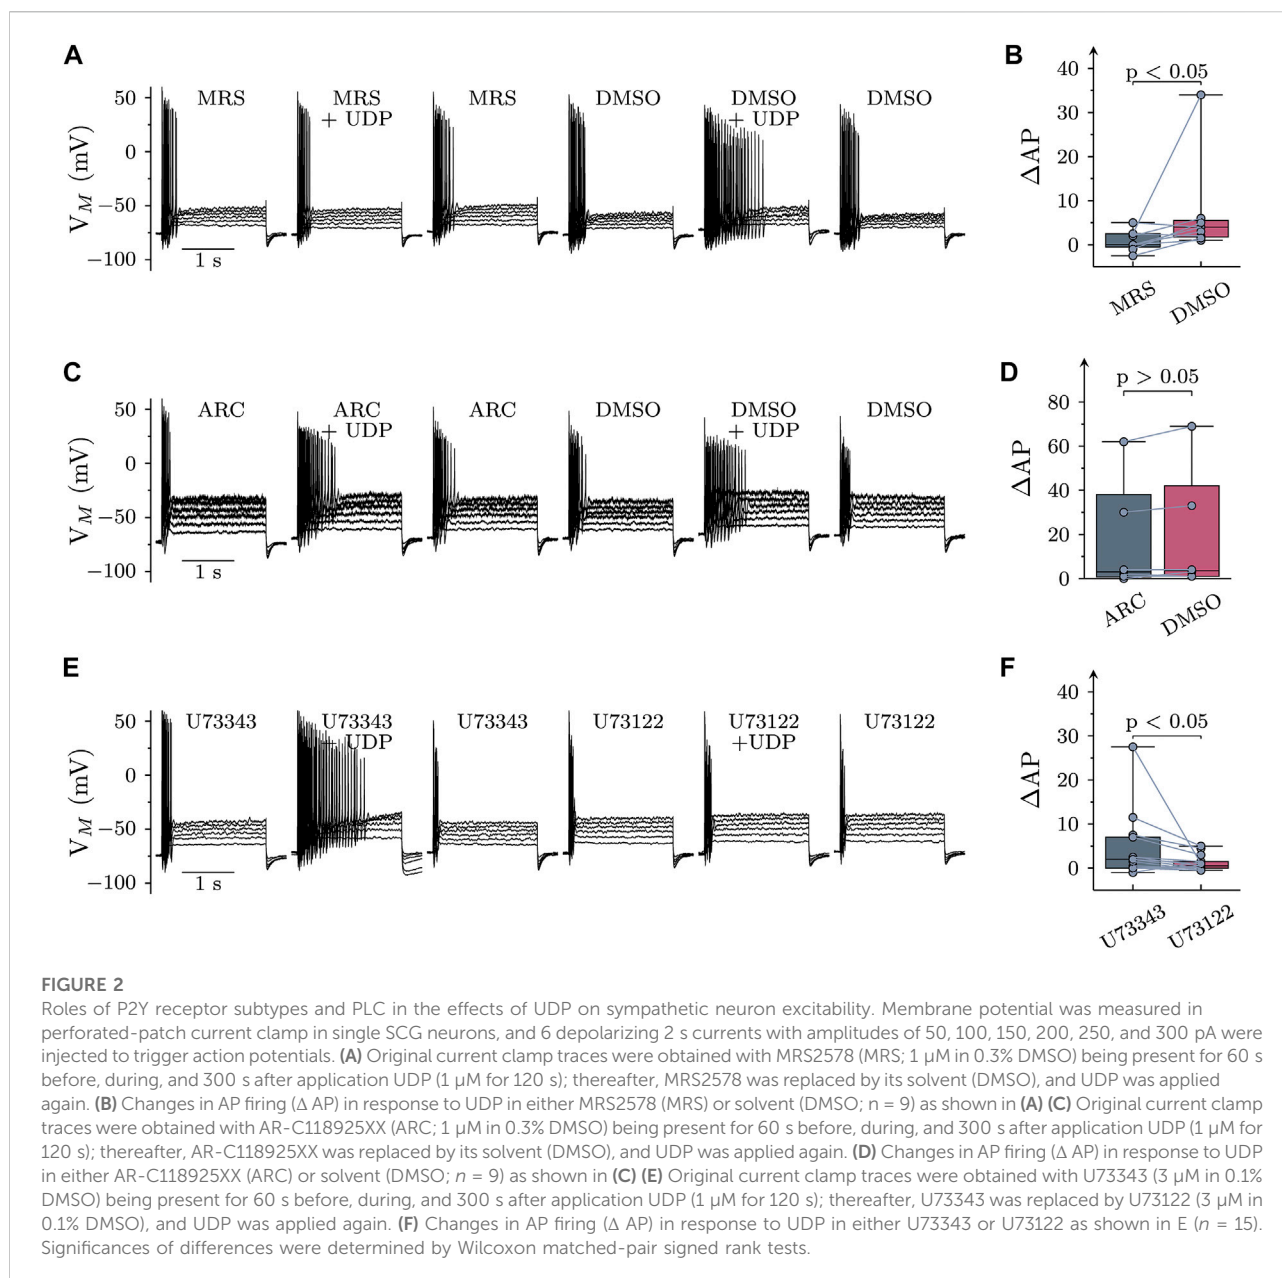 A
MRS
MRS
+ UDP
MRS
DMSO
DMSO
+ UDP
DMSO
50
0
−50
−100
V_M (mV)
1 s
B
p < 0.05
40
30
20
10
0
ΔAP
MRS
DMSO
C
ARC
ARC
+ UDP
ARC
DMSO
DMSO
+ UDP
DMSO
50
0
−50
−100
V_M (mV)
1 s
D
p > 0.05
80
60
40
20
0
ΔAP
ARC
DMSO
E
U73343
U73343
+ UDP
U73343
U73122
U73122
+UDP
U73122
50
0
−50
−100
V_M (mV)
1 s
F
p < 0.05
40
30
20
10
0
ΔAP
U73343
U73122
FIGURE 2
Roles of P2Y receptor subtypes and PLC in the effects of UDP on sympathetic neuron excitability. Membrane potential was measured in
perforated-patch current clamp in single SCG neurons, and 6 depolarizing 2 s currents with amplitudes of 50, 100, 150, 200, 250, and 300 pA were
injected to trigger action potentials. (A) Original current clamp traces were obtained with MRS2578 (MRS; 1 μM in 0.3% DMSO) being present for 60 s
before, during, and 300 s after application UDP (1 μM for 120 s); thereafter, MRS2578 was replaced by its solvent (DMSO), and UDP was applied
again. (B) Changes in AP firing (Δ AP) in response to UDP in either MRS2578 (MRS) or solvent (DMSO; n = 9) as shown in (A) (C) Original current clamp
traces were obtained with AR-C118925XX (ARC; 1 μM in 0.3% DMSO) being present for 60 s before, during, and 300 s after application UDP (1 μM for
120 s); thereafter, AR-C118925XX was replaced by its solvent (DMSO), and UDP was applied again. (D) Changes in AP firing (Δ AP) in response to UDP
in either AR-C118925XX (ARC) or solvent (DMSO; n = 9) as shown in (C) (E) Original current clamp traces were obtained with U73343 (3 μM in 0.1%
DMSO) being present for 60 s before, during, and 300 s after application UDP (1 μM for 120 s); thereafter, U73343 was replaced by U73122 (3 μM in
0.1% DMSO), and UDP was applied again. (F) Changes in AP firing (Δ AP) in response to UDP in either U73343 or U73122 as shown in E (n = 15).
Significances of differences were determined by Wilcoxon matched-pair signed rank tests.